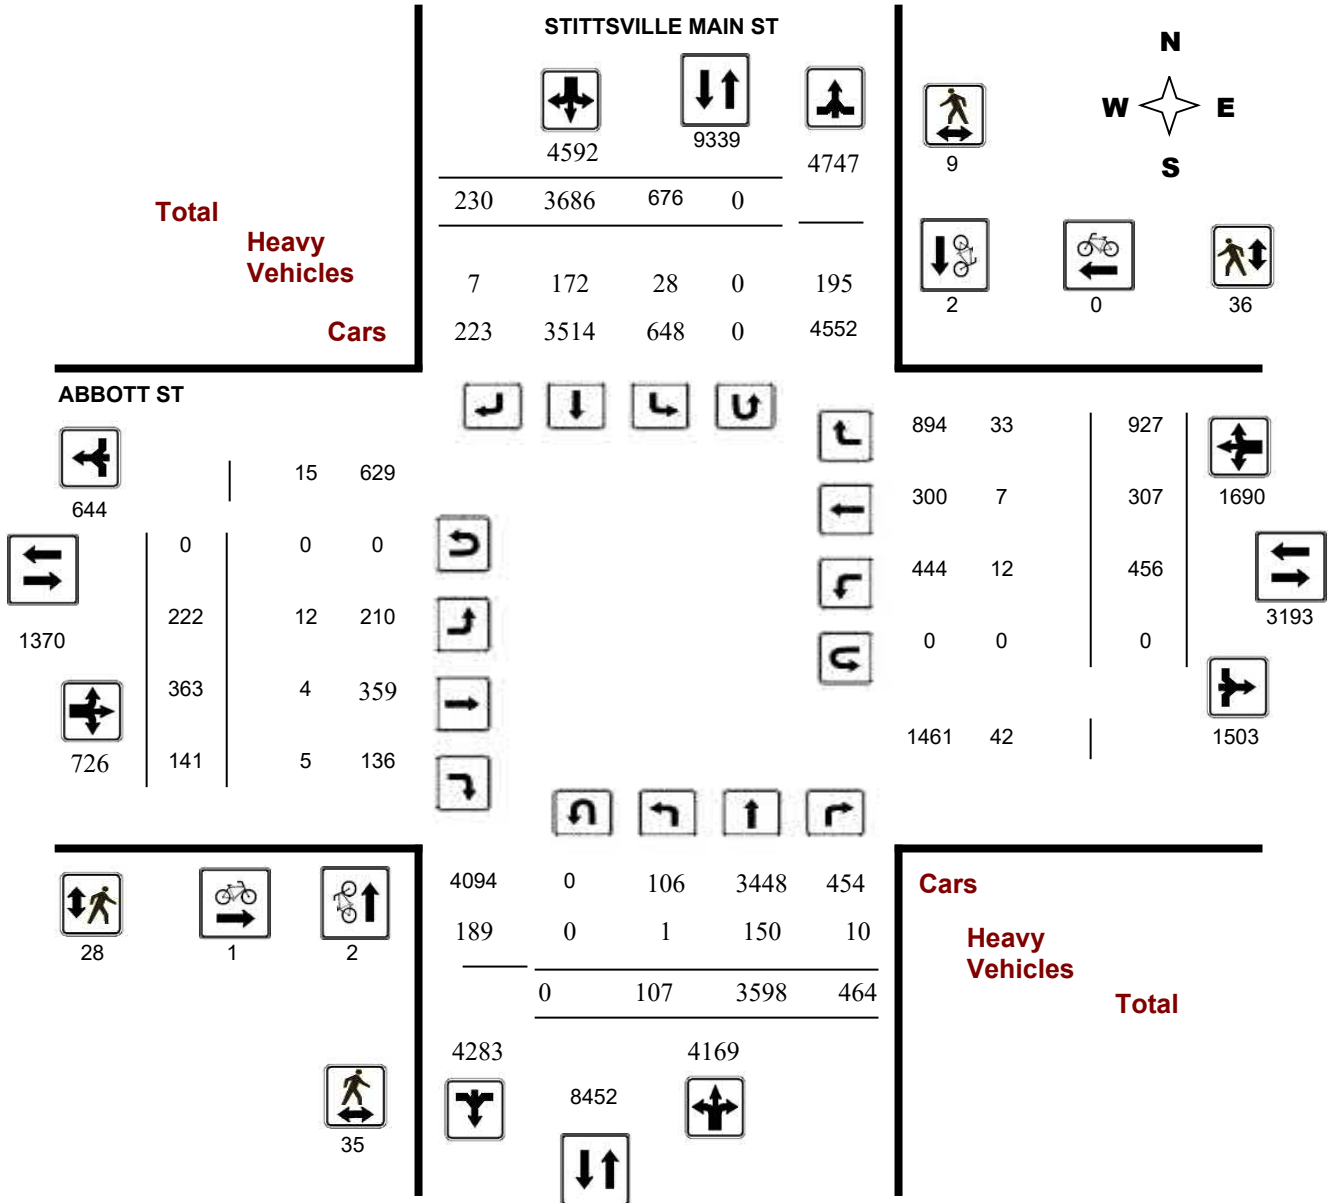 STITTSVILLE MAIN ST
N
W E
S
4592 9339 4747 9
230 3686 676 0
Total
Heavy
Vehicles
7 172 28 0 195
2 0 36
Cars 223 3514 648 0 4552
ABBOTT ST
894 33 927
15 629
644
300 7 307 1690
0 0 0
444 12 456
222 12 210
3193
1370
0 0 0
363 4 359
1461 42 1503
726 141 5 136
4094 0 106 3448 454 Cars
189 0 1 150 10 Heavy
Vehicles
28 1 2
0 107 3598 464 Total
4283 4169
8452
35